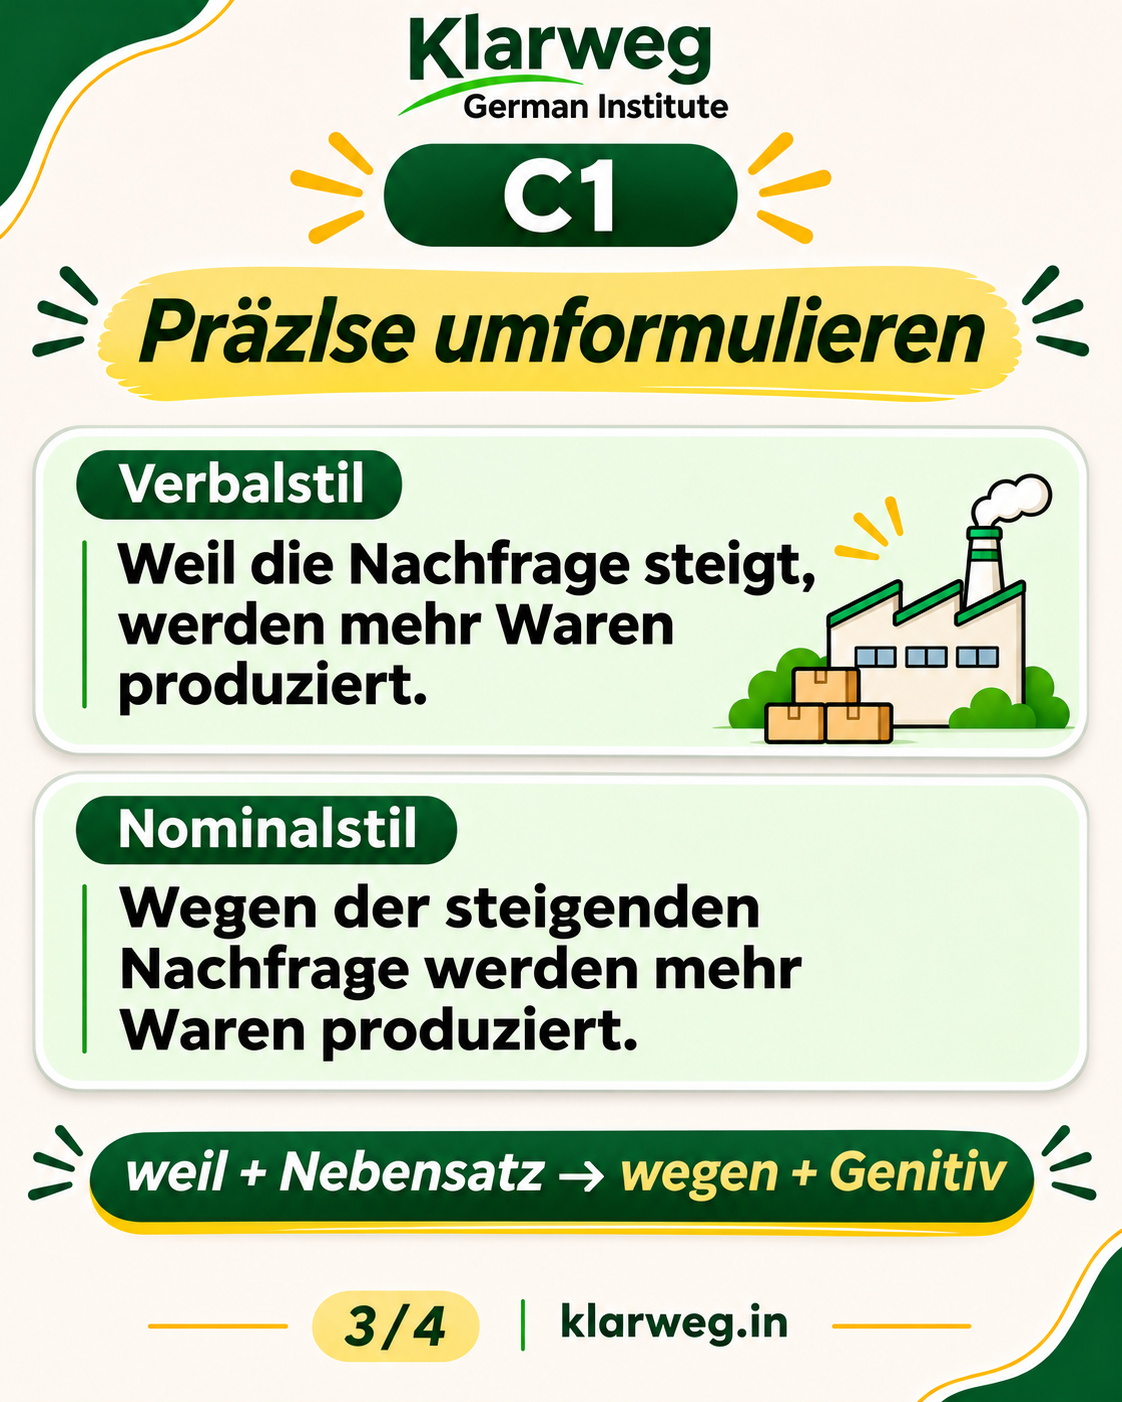 Klarweg
German Institute
C1
Präzlse umformulieren
Verbalstil
Weil die Nachfrage steigt,
werden mehr Waren
produziert.
Nominalstil
Wegen der steigenden
Nachfrage werden mehr
Waren produziert.
weil + Nebensatz → wegen + Genitiv
3/4
klarweg.in